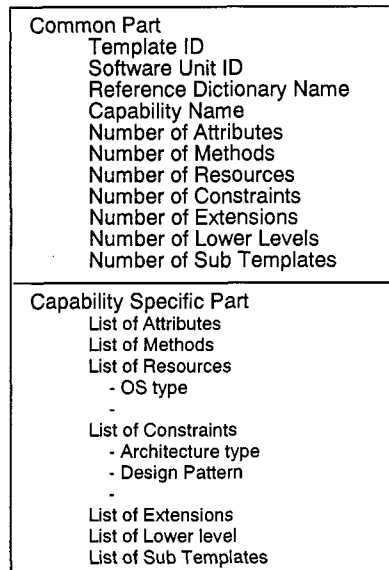 Common Part
Template ID
Software Unit ID
Reference Dictionary Name
Capability Name
Number of Attributes
Number of Methods
Number of Resources
Number of Constraints
Number of Extensions
Number of Lower Levels
Number of Sub Templates
Capability Specific Part
List of Attributes
List of Methods
List of Resources
- OS type
-
List of Constraints
- Architecture type
- Design Pattern
-
List of Extensions
List of Lower level
List of Sub Templates